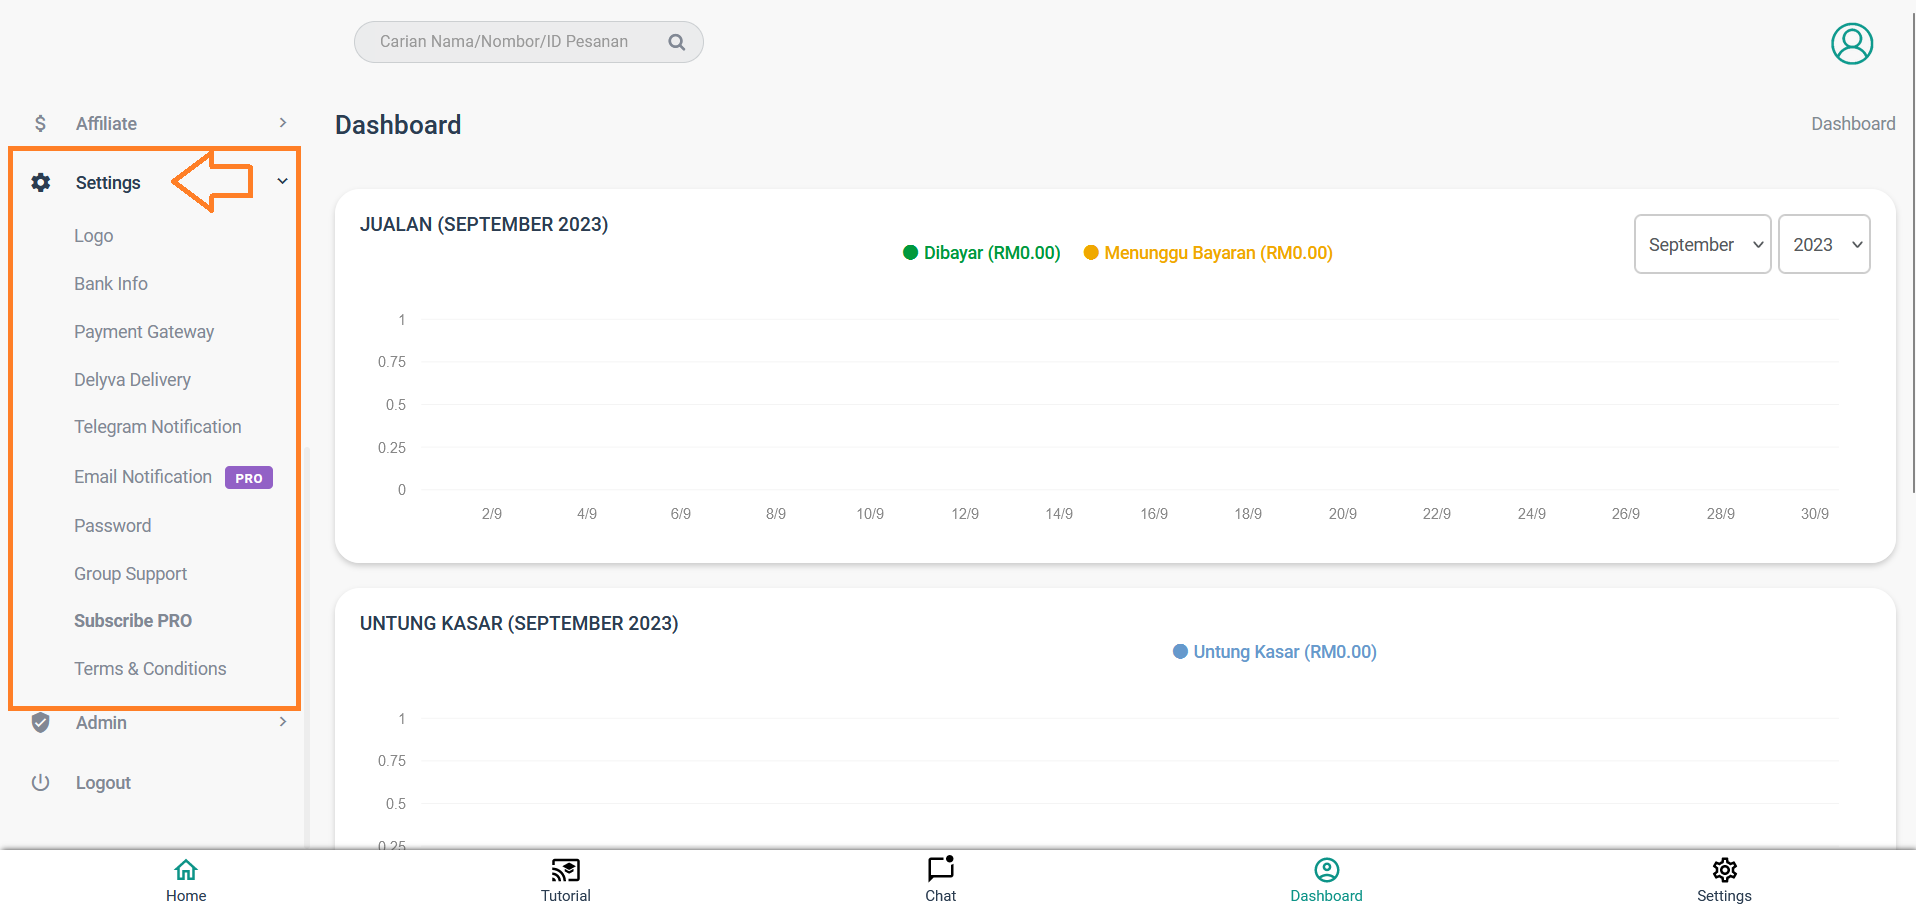 Carian Nama/Nombor/ID Pesanan
Affiliate
Settings
Logo
Bank Info
Payment Gateway
Delyva Delivery
Telegram Notification
Email Notification PRO
Password
Group Support
Subscribe PRO
Terms & Conditions
Admin
Logout
Dashboard
Dashboard
JUALAN (SEPTEMBER 2023)
Dibayar (RM0.00) Menunggu Bayaran (RM0.00)
September 2023
1
0.75
0.5
0.25
0
2/9 4/9 6/9 8/9 10/9 12/9 14/9 16/9 18/9 20/9 22/9 24/9 26/9 28/9 30/9
UNTUNG KASAR (SEPTEMBER 2023)
Untung Kasar (RM0.00)
1
0.75
0.5
0.25
Home Tutorial Chat Dashboard Settings